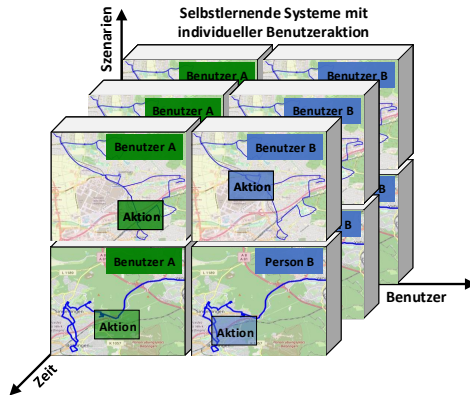 Selbstlernende Systeme mit
individueller Benutzeraktion
Szenarien
Benutzer A
Benutzer B
Benutzer A
Benutzer B
Benutzer A
Benutzer B
Aktion
Aktion
B
B
Benutzer A
Person B
Aktion
Aktion
Benutzer
Zeit